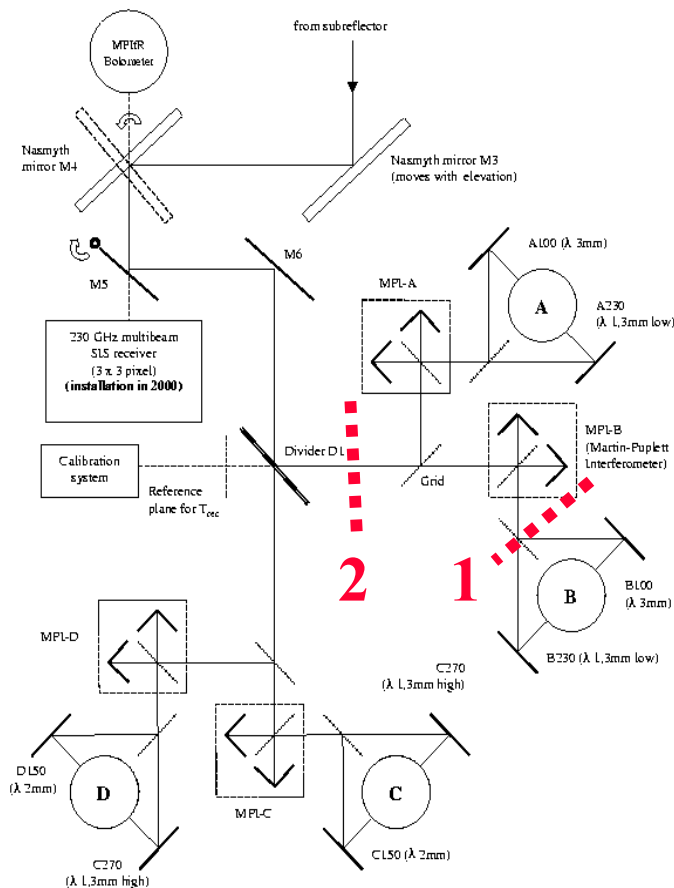 from subreflector
MPIfR
Bolometer
Nasmyth
mirror M4
Nasmyth mirror M3
(moves with elevation)
M5
M6
230 GHz multibeam
SIS receiver
(3 x 3 pixel)
(installation in 2000)
MPI-A
A100 (λ 3mm)
A
A230
(λ 1,3mm low)
MPI-B
(Martin-Puplett
Interferometer)
Calibration
system
Reference
plane for Trec
Divider D1
Grid
2
1
B
B100
(λ 3mm)
B230 (λ 1,3mm low)
MPI-D
C270
(λ 1,3mm high)
D150
(λ 2mm)
D
MPI-C
C
C150 (λ 2mm)
C270
(λ 1,3mm high)